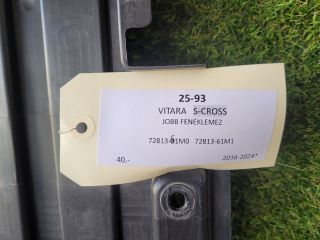 25-93
VITARA S-CROSS
JOBB FENÉKLEMEZ
72813-61M0 72813-61M1
40,-
2016-2024*